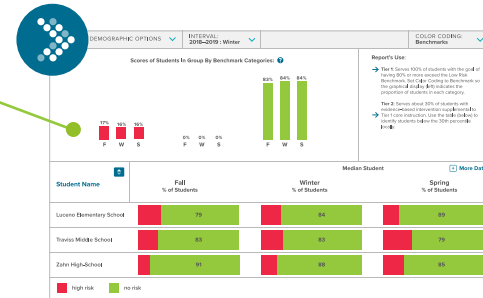 DEMOGRAPHIC OPTIONS
INTERVAL:
2018–2019 : Winter
COLOR CODING:
Benchmarks
Scores of Students In Group By Benchmark Categories:
17% 16% 16%
F W S
0% 0% 0%
F W S
83% 84% 84%
F W S
Report's Use:
Tier 1: Serves 100% of students with the goal of
having 80% or more exceed the Low Risk
Benchmark. Set Color Coding to Benchmark so
the graphical display (left) indicates the
proportion of students in each category.
Tier 2: Serves about 30% of students with
evidence-based intervention supplemental to
Tier 1 core instruction. Use the table (below) to
identify students below the 30th percentile
levels
Median Student
More Dat
Student Name
Fall
% of Students
Winter
% of Students
Spring
% of Students
Luceno Elementary School 79 84 89
Traviss Middle School 83 83 79
Zahn High-School 91 88 85
high risk no risk